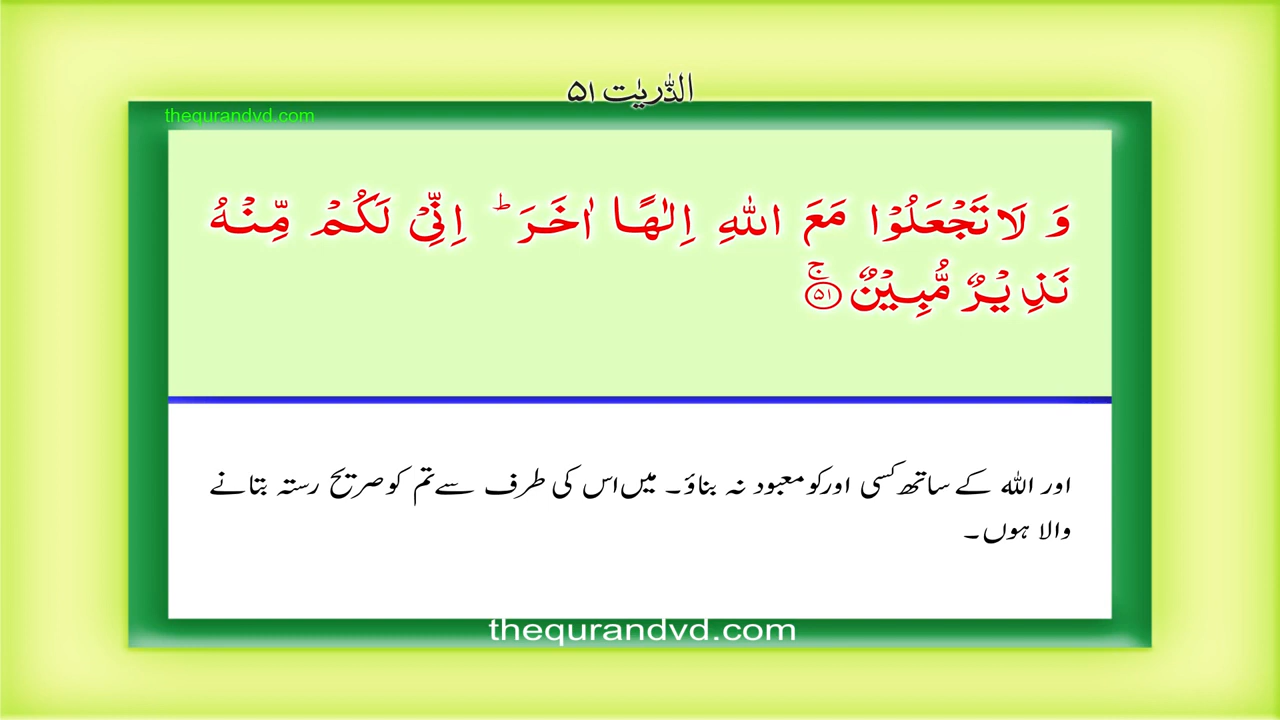 الذّٰریٰت ۵۱
thequrandvd.com
وَ لَا تَجْعَلُوْا مَعَ اللّٰهِ اِلٰهًا اٰخَرَ ؕ اِنِّیْ لَكُمْ مِّنْهُ
نَذِیْرٌ مُّبِیْنٌ ۚ﴿۵۱﴾
اور اللہ کے ساتھ کسی اور کو معبود نہ بناؤ۔ میں اس کی طرف سے تم کو صریح رستہ بتانے
والا ہوں۔
thequrandvd.com